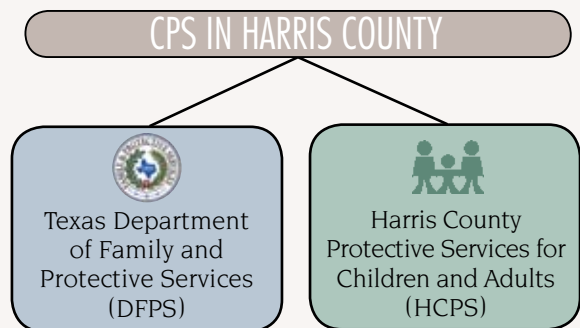 CPS IN HARRIS COUNTY
Texas Department
of Family and
Protective Services
(DFPS)
Harris County
Protective Services for
Children and Adults
(HCPS)